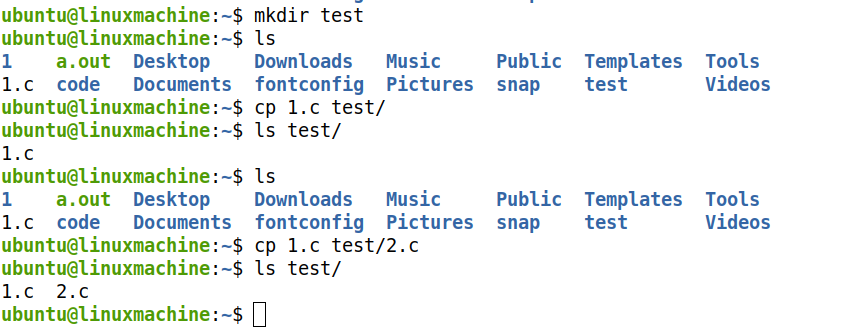 ubuntu@linuxmachine:~$ mkdir test
ubuntu@linuxmachine:~$ ls
1    a.out  Desktop    Downloads   Music     Public  Templates  Tools
1.c  code   Documents  fontconfig  Pictures  snap    test       Videos
ubuntu@linuxmachine:~$ cp 1.c test/
ubuntu@linuxmachine:~$ ls test/
1.c
ubuntu@linuxmachine:~$ ls
1    a.out  Desktop    Downloads   Music     Public  Templates  Tools
1.c  code   Documents  fontconfig  Pictures  snap    test       Videos
ubuntu@linuxmachine:~$ cp 1.c test/2.c
ubuntu@linuxmachine:~$ ls test/
1.c  2.c
ubuntu@linuxmachine:~$